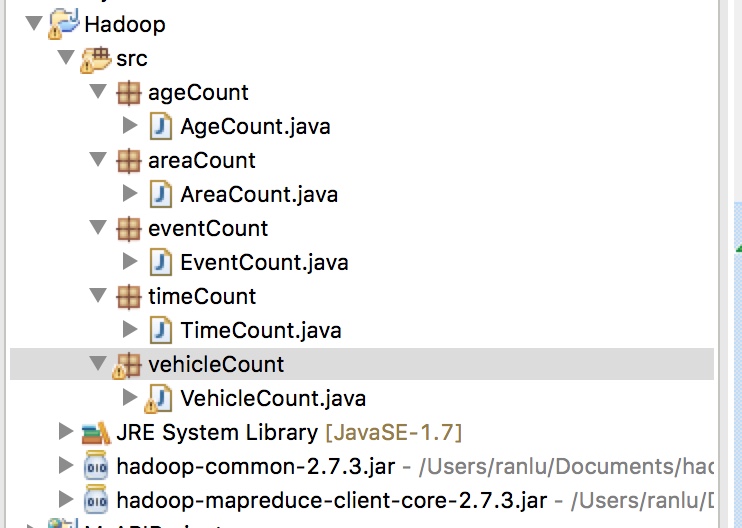 Hadoop
src
ageCount
AgeCount.java
areaCount
AreaCount.java
eventCount
EventCount.java
timeCount
TimeCount.java
vehicleCount
VehicleCount.java
JRE System Library [JavaSE-1.7]
hadoop-common-2.7.3.jar - /Users/ranlu/Documents/had
hadoop-mapreduce-client-core-2.7.3.jar - /Users/ranlu/D